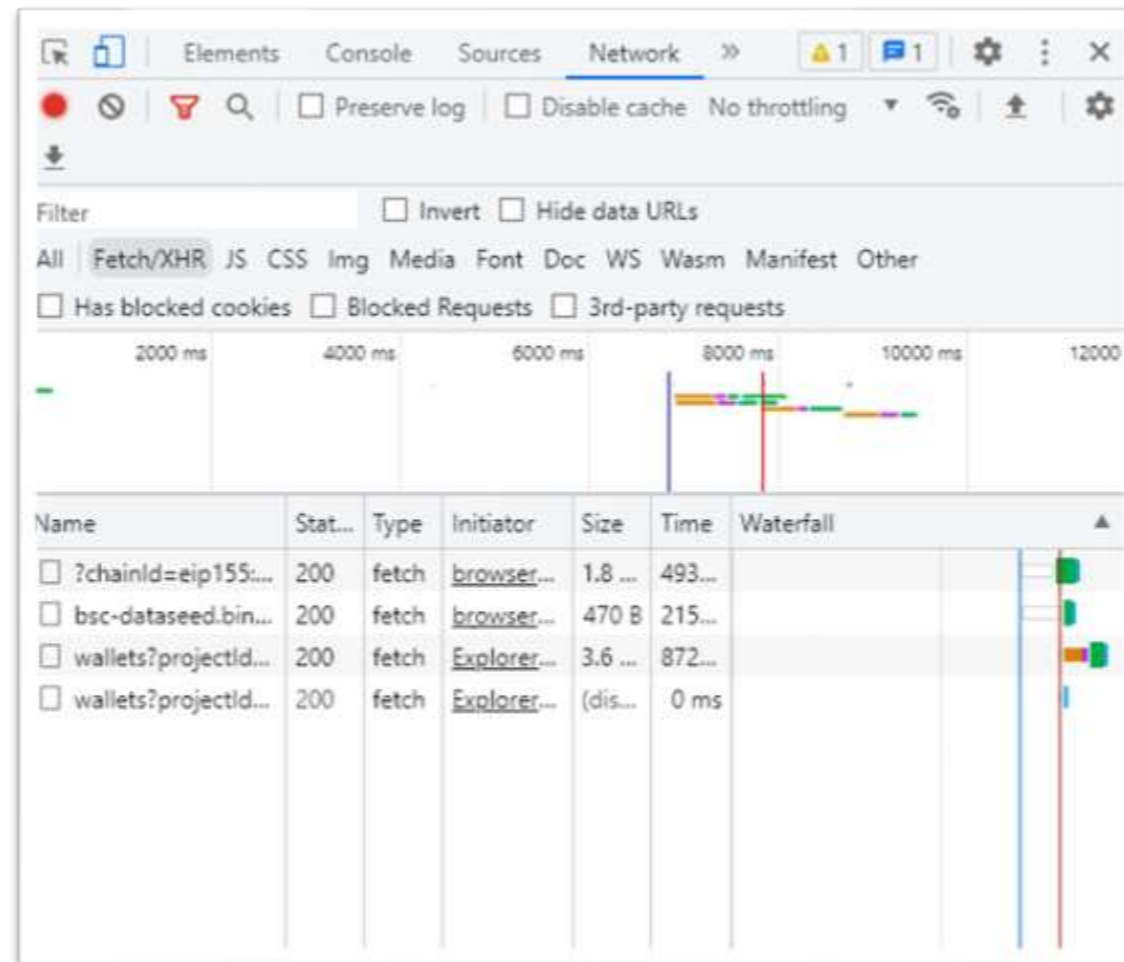 Elements Console Sources Network » 1 1
Preserve log Disable cache No throttling
Filter Invert Hide data URLs
All Fetch/XHR JS CSS Img Media Font Doc WS Wasm Manifest Other
Has blocked cookies Blocked Requests 3rd-party requests
2000 ms 4000 ms 6000 ms 8000 ms 10000 ms 12000
Name Stat... Type Initiator Size Time Waterfall
?chainId=eip155:... 200 fetch browser... 1.8 ... 493...
bsc-dataseed.bin... 200 fetch browser... 470 B 215...
wallets?projectId... 200 fetch Explorer... 3.6 ... 872...
wallets?projectId... 200 fetch Explorer... (dis... 0 ms